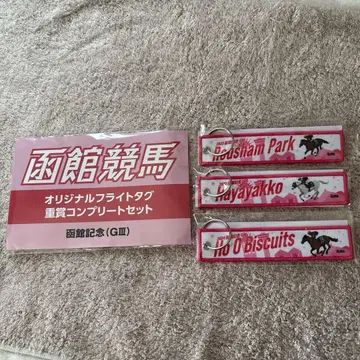 函館競馬
オリジナルフライトタグ
重賞コンプリートセット
函館記念(GⅢ)
Rousham Park
Hayayakko
Ho O Biscuits